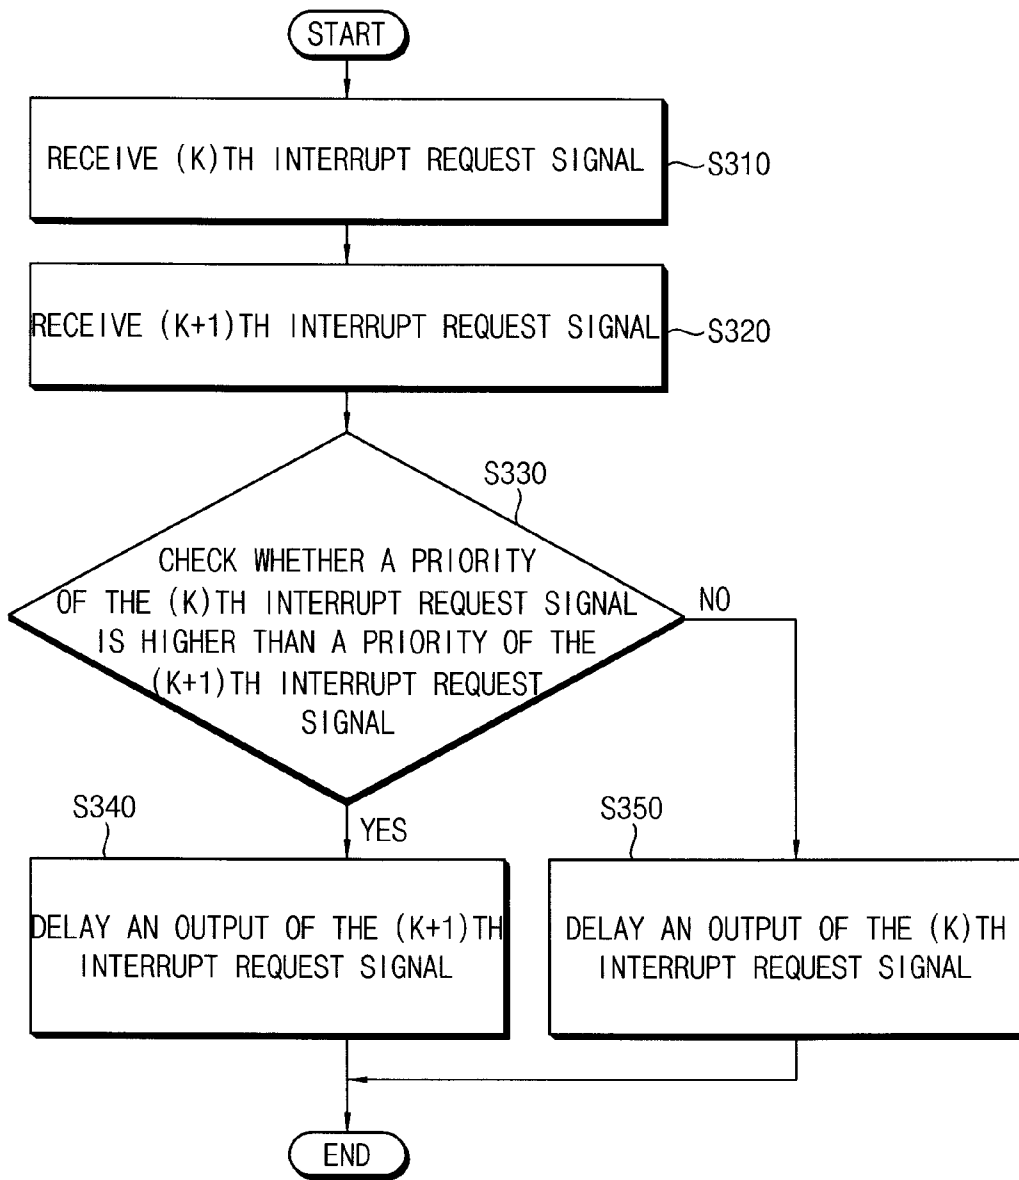 START
RECEIVE (K)TH INTERRUPT REQUEST SIGNAL
S310
RECEIVE (K+1)TH INTERRUPT REQUEST SIGNAL
S320
S330
CHECK WHETHER A PRIORITY
OF THE (K)TH INTERRUPT REQUEST SIGNAL
IS HIGHER THAN A PRIORITY OF THE
(K+1)TH INTERRUPT REQUEST
SIGNAL
NO
YES
S340
DELAY AN OUTPUT OF THE (K+1)TH
INTERRUPT REQUEST SIGNAL
S350
DELAY AN OUTPUT OF THE (K)TH
INTERRUPT REQUEST SIGNAL
END